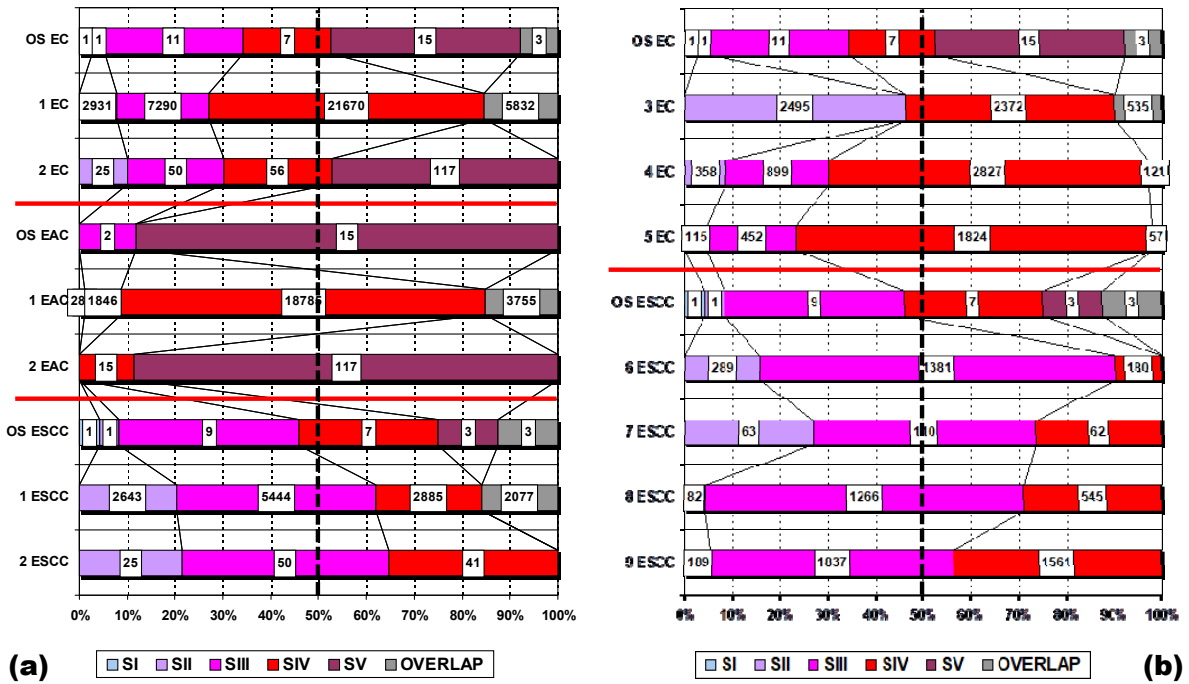 OS EC 1 1 11 7 15 3
1 EC 2931 7290 21670 5832
2 EC 25 50 56 117
OS EAC 2 15
1 EAC 28 1846 18785 3755
2 EAC 15 117
OS ESCC 1 1 9 7 3 3
1 ESCC 2643 5444 2885 2077
2 ESCC 25 50 41
0% 10% 20% 30% 40% 50% 60% 70% 80% 90% 100%
(a) SI SII SIII SIV SV OVERLAP
OS EC 1 1 11 7 15 3
3 EC 2495 2372 535
4 EC 358 899 2827 121
5 EC 115 452 1824 57
OS ESCC 1 1 9 7 3 3
6 ESCC 289 1381 180
7 ESCC 63 110 62
8 ESCC 82 1266 545
9 ESCC 189 1837 1561
0% 10% 20% 30% 40% 50% 60% 70% 80% 90% 100%
SI SII SIII SIV SV OVERLAP (b)